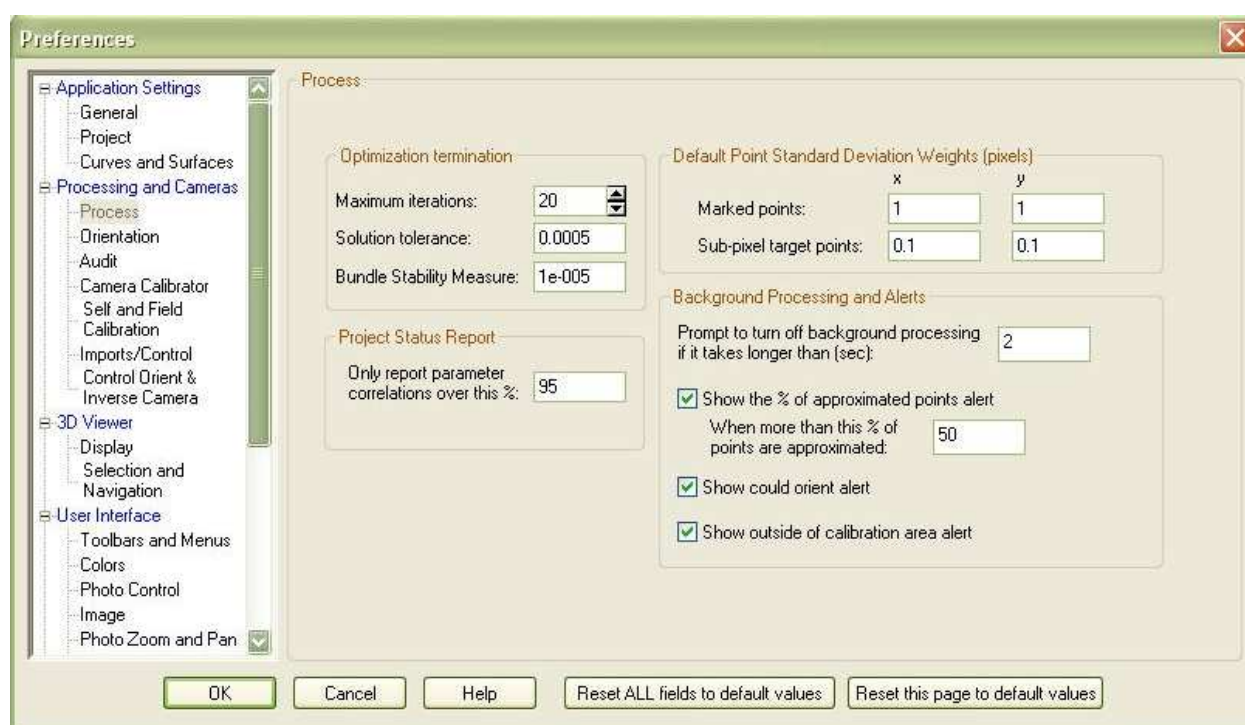 Preferences
Application Settings
General
Project
Curves and Surfaces
Processing and Cameras
Process
Orientation
Audit
Camera Calibrator
Self and Field
Calibration
Imports/Control
Control Orient &
Inverse Camera
3D Viewer
Display
Selection and
Navigation
User Interface
Toolbars and Menus
Colors
Photo Control
Image
Photo Zoom and Pan
Process
Optimization termination
Maximum iterations: 20
Solution tolerance: 0.0005
Bundle Stability Measure: 1e-005
Project Status Report
Only report parameter
correlations over this %: 95
Default Point Standard Deviation Weights (pixels)
x y
Marked points: 1 1
Sub-pixel target points: 0.1 0.1
Background Processing and Alerts
Prompt to turn off background processing
if it takes longer than (sec): 2
Show the % of approximated points alert
When more than this % of
points are approximated: 50
Show could orient alert
Show outside of calibration area alert
OK Cancel Help Reset ALL fields to default values Reset this page to default values